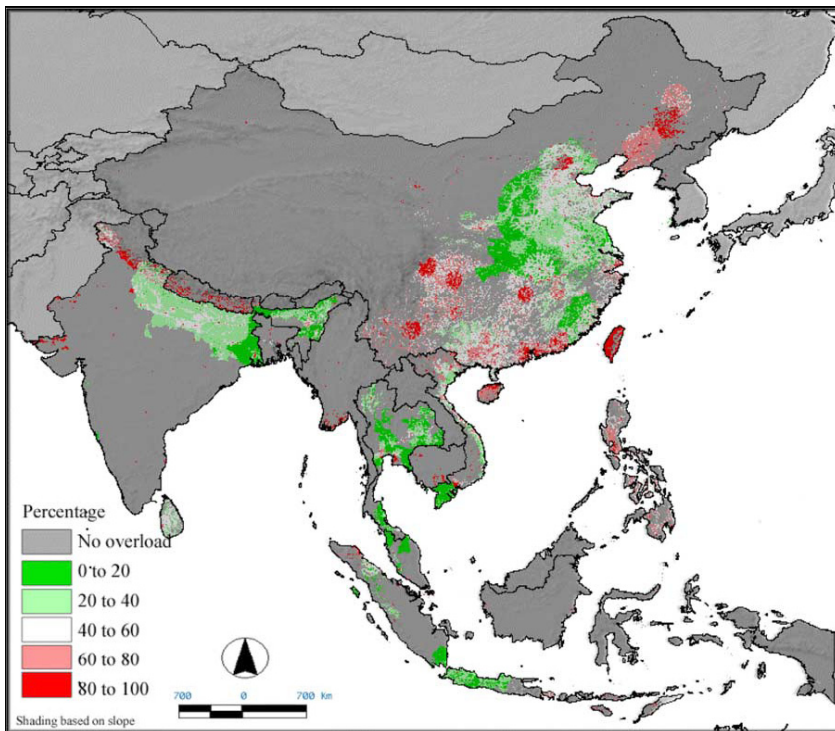 Percentage
No overload
0 to 20
20 to 40
40 to 60
60 to 80
80 to 100
700 0 700 Km
Shading based on slope